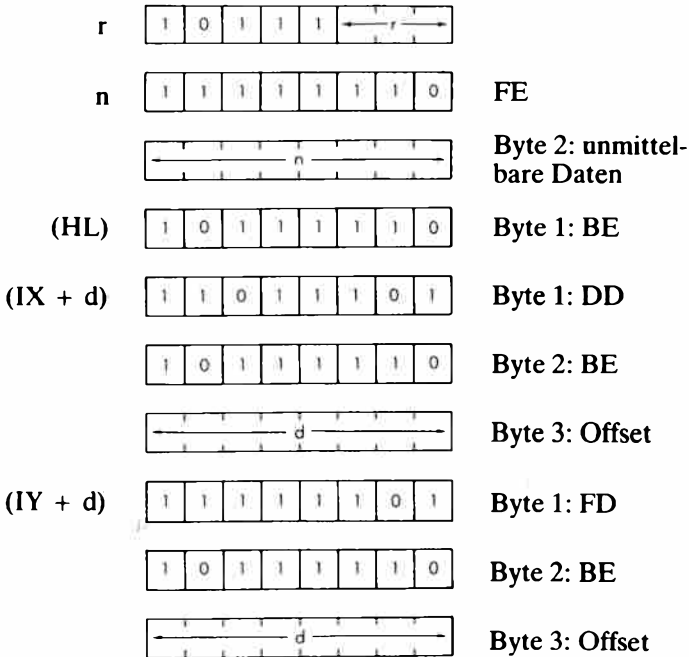 r 1 0 1 1 1 r
n 1 1 1 1 1 1 1 0 FE
n Byte 2: unmittel-
bare Daten
(HL) 1 0 1 1 1 1 1 0 Byte 1: BE
(IX + d) 1 1 0 1 1 1 0 1 Byte 1: DD
1 0 1 1 1 1 1 0 Byte 2: BE
d Byte 3: Offset
(IY + d) 1 1 1 1 1 1 0 1 Byte 1: FD
1 0 1 1 1 1 1 0 Byte 2: BE
d Byte 3: Offset